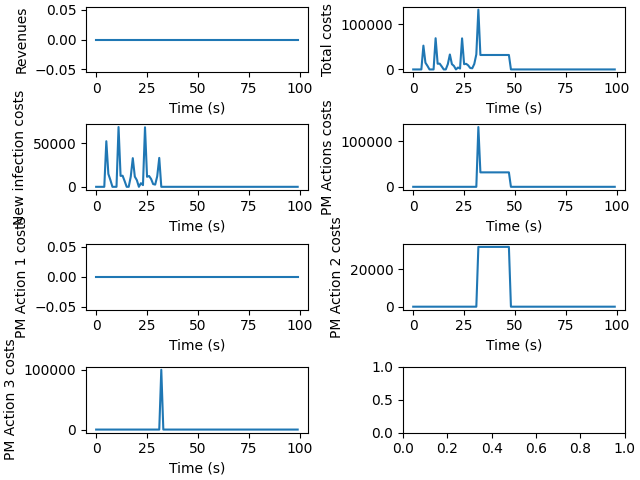 Revenues
0.05
0.00
−0.05
0 25 50 75 100
Time (s)
Total costs
100000
0
0 25 50 75 100
Time (s)
New infection costs
50000
0
0 25 50 75 100
Time (s)
PM Actions costs
100000
0
0 25 50 75 100
Time (s)
PM Action 1 costs
0.05
0.00
−0.05
0 25 50 75 100
Time (s)
PM Action 2 costs
20000
0
0 25 50 75 100
Time (s)
PM Action 3 costs
100000
0
0 25 50 75 100
Time (s)
1.0
0.5
0.0
0.0 0.2 0.4 0.6 0.8 1.0